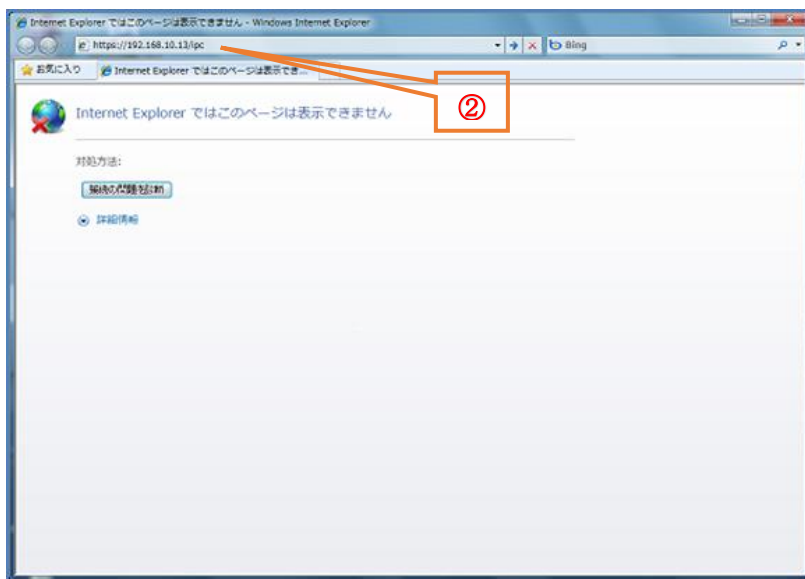 Internet Explorer ではこのページは表示できません - Windows Internet Explorer
https://192.168.10.13/ipc
Bing
お気に入り
Internet Explorer ではこのページは表示でき...
②
Internet Explorer ではこのページは表示できません
対処方法:
接続の問題を診断
詳細情報